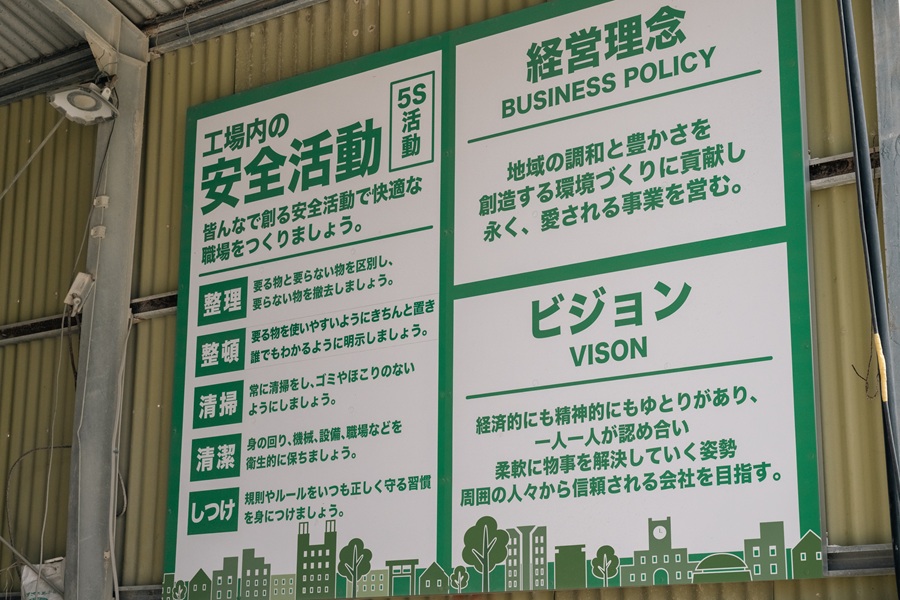 工場内の
安全活動
5S活動
皆んなで創る安全活動で快適な
職場をつくりましょう。
整理
要る物と要らない物を区別し、
要らない物を撤去しましょう。
整頓
要る物を使いやすいようにきちんと置き
誰でもわかるように明示しましょう。
清掃
常に清掃をし、ゴミやほこりのない
ようにしましょう。
清潔
身の回り、機械、設備、職場などを
衛生的に保ちましょう。
しつけ
規則やルールをいつも正しく守る習慣
を身につけましょう。
経営理念
BUSINESS POLICY
地域の調和と豊かさを
創造する環境づくりに貢献し
永く、愛される事業を営む。
ビジョン
VISON
経済的にも精神的にもゆとりがあり、
一人一人が認め合い
柔軟に物事を解決していく姿勢
周囲の人々から信頼される会社を目指す。